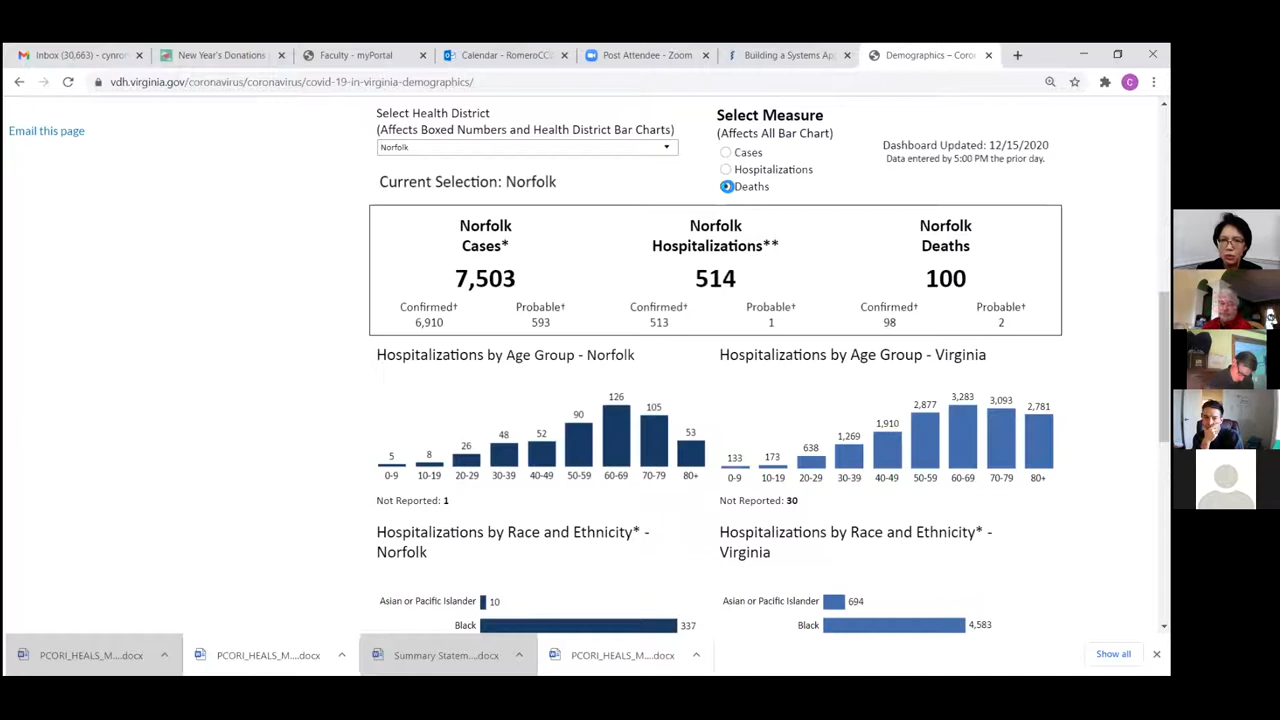 Inbox (30,663) - cynro
New Year's Donations
Faculty - myPortal
Calendar - RomeroCC
Post Attendee - Zoom
Building a Systems Ap
Demographics – Coro
vdh.virginia.gov/coronavirus/coronavirus/covid-19-in-virginia-demographics/
C
Email this page
Select Health District
(Affects Boxed Numbers and Health District Bar Charts)
Norfolk
Current Selection: Norfolk
Select Measure
(Affects All Bar Chart)
Cases
Hospitalizations
Deaths
Dashboard Updated: 12/15/2020
Data entered by 5:00 PM the prior day.
Norfolk
Cases*
7,503
Confirmed† Probable†
6,910 593
Norfolk
Hospitalizations**
514
Confirmed† Probable†
513 1
Norfolk
Deaths
100
Confirmed† Probable†
98 2
Hospitalizations by Age Group - Norfolk
5 8 26 48 52 90 126 105 53
0-9 10-19 20-29 30-39 40-49 50-59 60-69 70-79 80+
Not Reported: 1
Hospitalizations by Age Group - Virginia
133 173 638 1,269 1,910 2,877 3,283 3,093 2,781
0-9 10-19 20-29 30-39 40-49 50-59 60-69 70-79 80+
Not Reported: 30
Hospitalizations by Race and Ethnicity* -
Norfolk
Asian or Pacific Islander 10
Black 337
Hospitalizations by Race and Ethnicity* -
Virginia
Asian or Pacific Islander 694
Black 4,583
PCORI_HEALS_M....docx
PCORI_HEALS_M....docx
Summary Statem....docx
PCORI_HEALS_M....docx
Show all